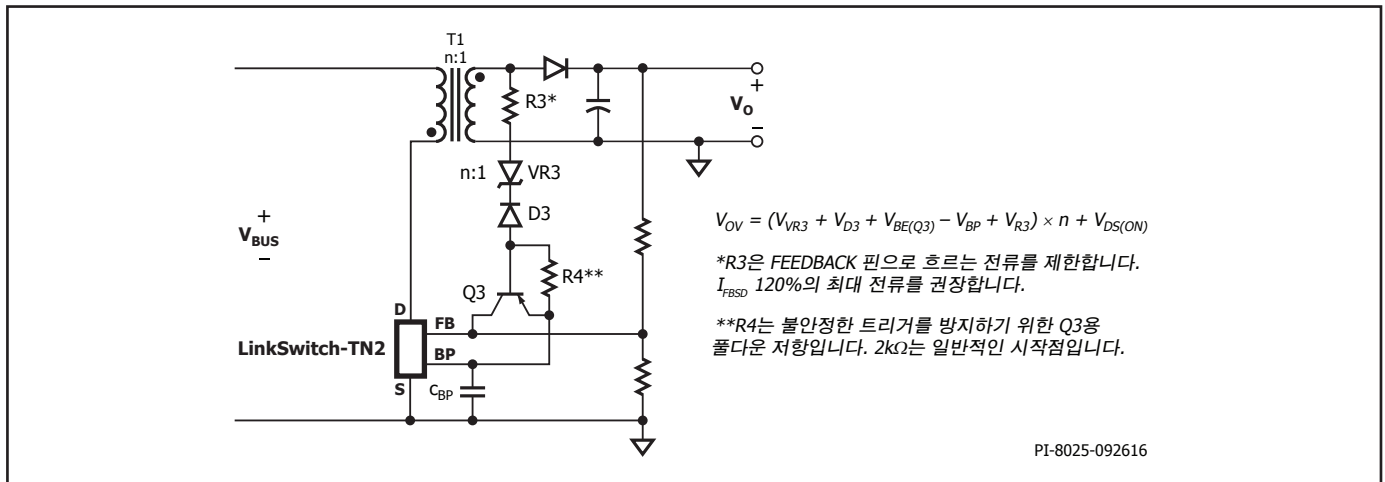 T1
n:1
R3*
+
V_O
–
n:1
VR3
D3
+
V_BUS
–
R4**
Q3
D
FB
LinkSwitch-TN2
BP
S
C_BP
V_OV = (V_VR3 + V_D3 + V_BE(Q3) – V_BP + V_R3) × n + V_DS(ON)
*R3은 FEEDBACK 핀으로 흐르는 전류를 제한합니다.
I_FBSD 120%의 최대 전류를 권장합니다.
**R4는 불안정한 트리거를 방지하기 위한 Q3용
풀다운 저항입니다. 2kΩ는 일반적인 시작점입니다.
PI-8025-092616